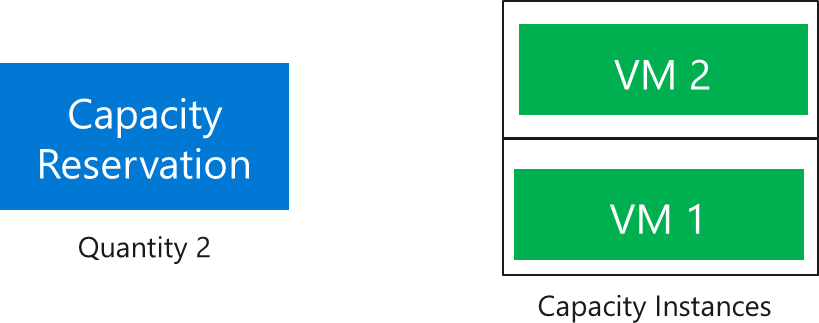 Capacity
Reservation
Quantity 2
VM 2
VM 1
Capacity Instances